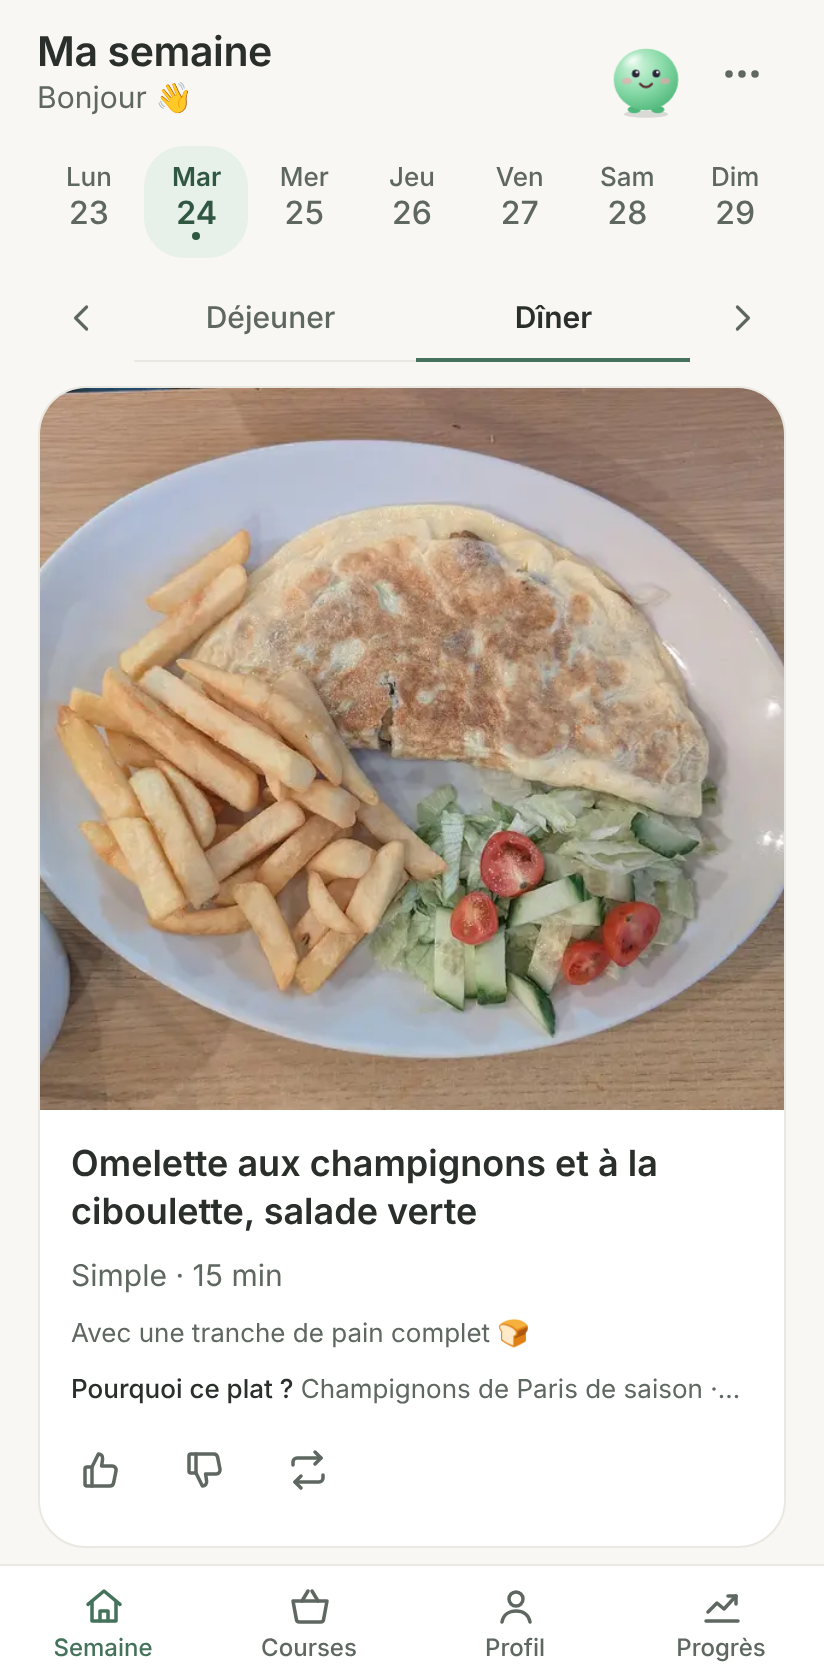 Ma semaine
Bonjour 👋
Lun Mar Mer Jeu Ven Sam Dim
23 24 25 26 27 28 29
Déjeuner Dîner
Omelette aux champignons et à la
ciboulette, salade verte
Simple · 15 min
Avec une tranche de pain complet 🍞
Pourquoi ce plat ? Champignons de Paris de saison ·...
Semaine Courses Profil Progrès